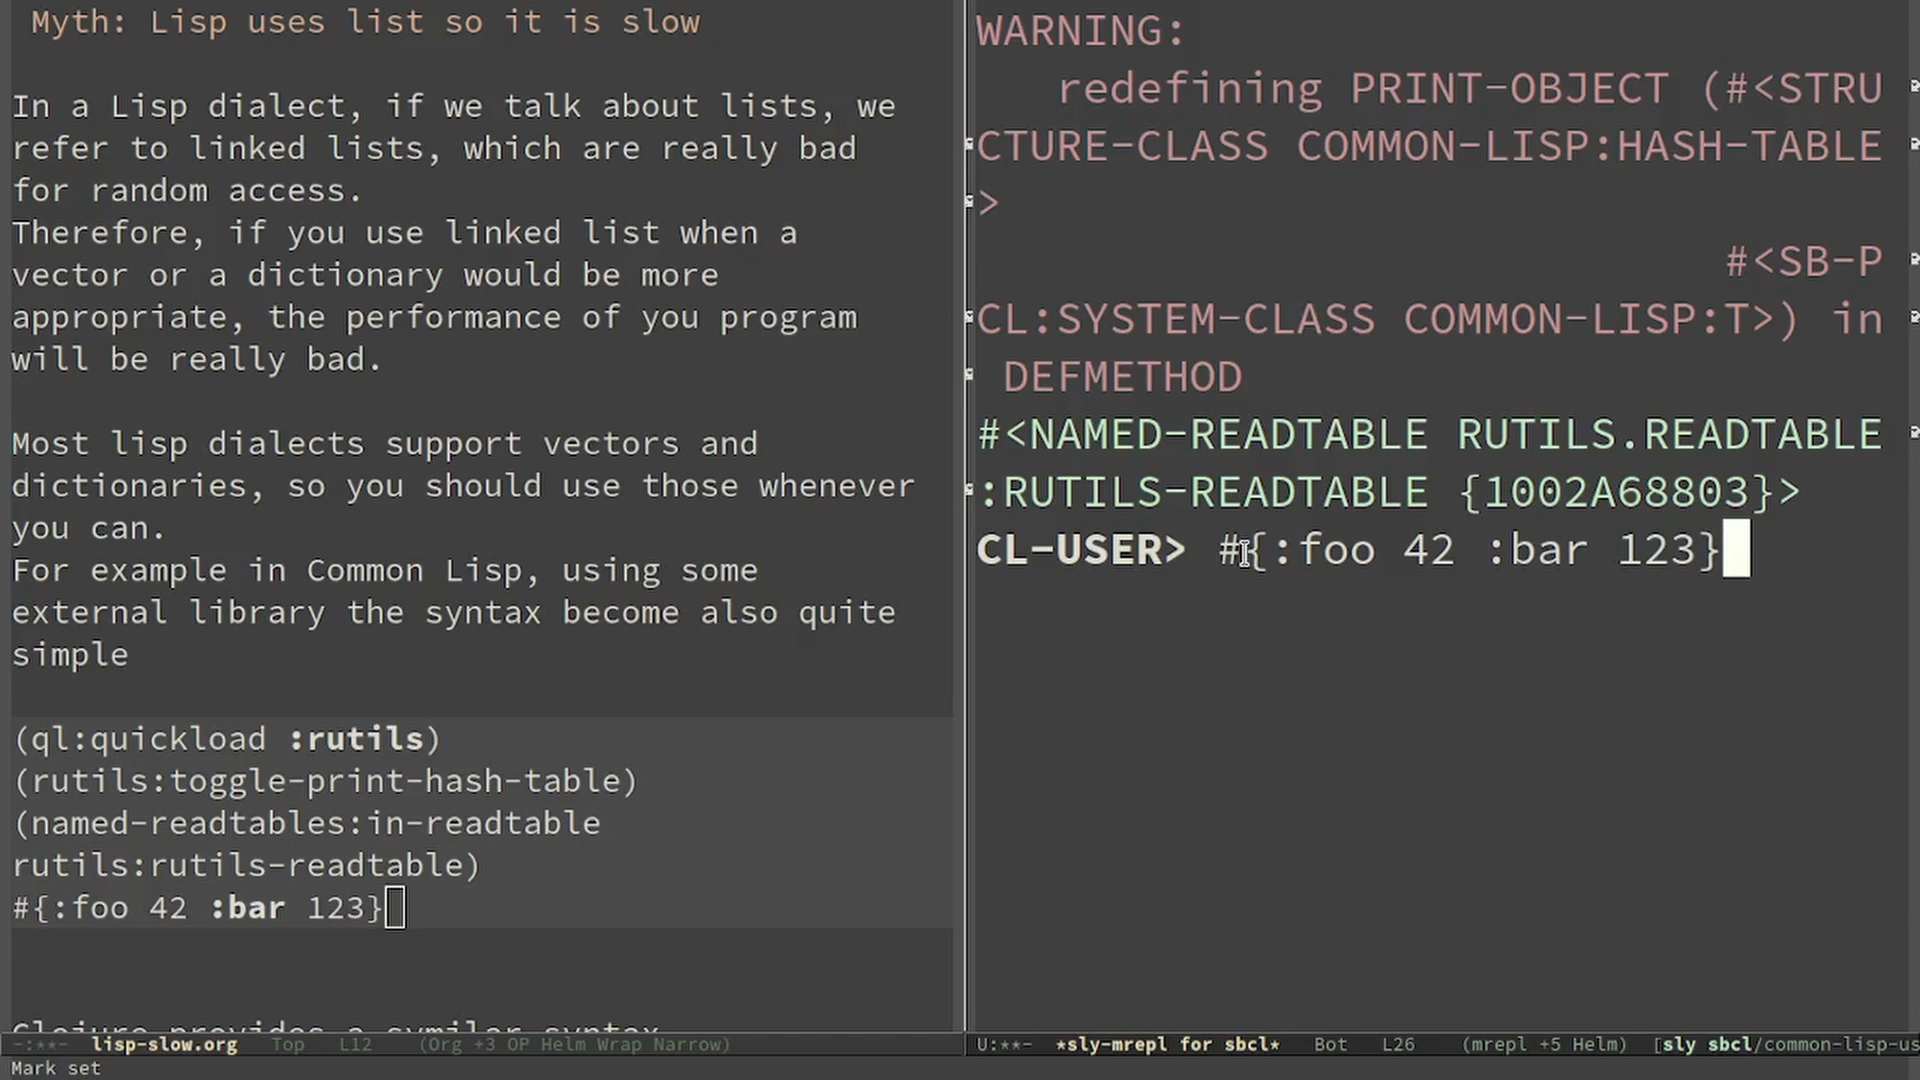 Myth: Lisp uses list so it is slow
In a Lisp dialect, if we talk about lists, we
refer to linked lists, which are really bad
for random access.
Therefore, if you use linked list when a
vector or a dictionary would be more
appropriate, the performance of you program
will be really bad.
Most lisp dialects support vectors and
dictionaries, so you should use those whenever
you can.
For example in Common Lisp, using some
external library the syntax become also quite
simple
(ql:quickload :rutils)
(rutils:toggle-print-hash-table)
(named-readtables:in-readtable
rutils:rutils-readtable)
#{:foo 42 :bar 123}
Clojure provides a similar syntax
-:**- lisp-slow.org Top L12 (Org +3 OP Helm Wrap Narrow)
Mark set
WARNING:
redefining PRINT-OBJECT (#<STRU
CTURE-CLASS COMMON-LISP:HASH-TABLE
>
#<SB-P
CL:SYSTEM-CLASS COMMON-LISP:T>) in
DEFMETHOD
#<NAMED-READTABLE RUTILS.READTABLE
:RUTILS-READTABLE {1002A68803}>
CL-USER> #{:foo 42 :bar 123}
U:**- *sly-mrepl for sbcl* Bot L26 (mrepl +5 Helm) [sly sbcl/common-lisp-us